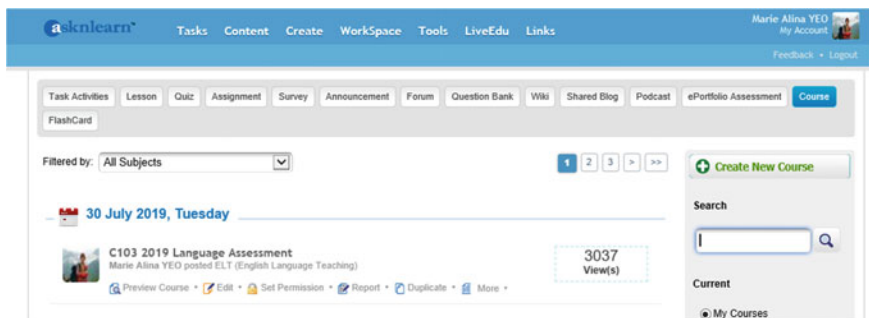 asknlearn
Tasks Content Create WorkSpace Tools LiveEdu Links
Marie Alina YEO
My Account
Feedback • Logout
Task Activities Lesson Quiz Assignment Survey Announcement Forum Question Bank Wiki Shared Blog Podcast ePortfolio Assessment Course
FlashCard
Filtered by: All Subjects
1 2 3 > >>
Create New Course
30 July 2019, Tuesday
Search
C103 2019 Language Assessment
Marie Alina YEO posted ELT (English Language Teaching)
3037
View(s)
Preview Course • Edit • Set Permission • Report • Duplicate • More •
Current
My Courses